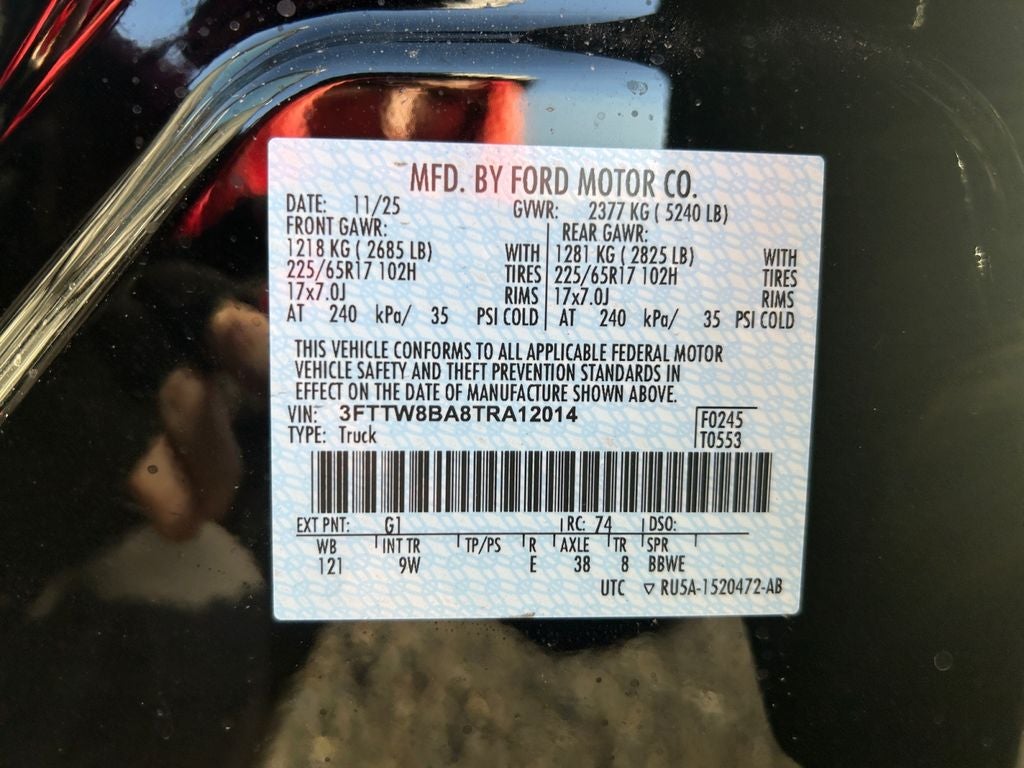 MFD. BY FORD MOTOR CO.
DATE: 11/25 GVWR: 2377 KG ( 5240 LB)
FRONT GAWR: REAR GAWR:
1218 KG ( 2685 LB) WITH 1281 KG ( 2825 LB) WITH
225/65R17 102H TIRES 225/65R17 102H TIRES
17x7.0J RIMS 17x7.0J RIMS
AT 240 kPa/ 35 PSI COLD AT 240 kPa/ 35 PSI COLD
THIS VEHICLE CONFORMS TO ALL APPLICABLE FEDERAL MOTOR
VEHICLE SAFETY AND THEFT PREVENTION STANDARDS IN
EFFECT ON THE DATE OF MANUFACTURE SHOWN ABOVE.
VIN: 3FTTW8BA8TRA12014 F0245
TYPE: Truck T0553
EXT PNT: G1 RC: 74 DSO:
WB INT TR TP/PS R AXLE TR SPR
121 9W E 38 8 BBWE
UTC ▽ RU5A-1520472-AB